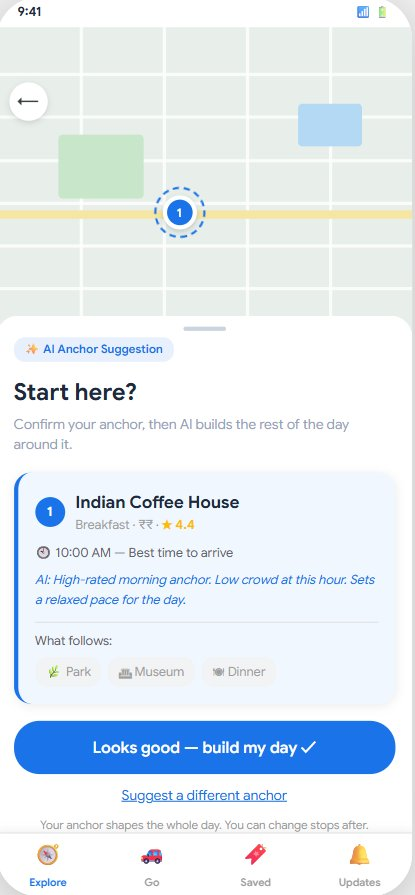 9:41
1
✨ AI Anchor Suggestion
Start here?
Confirm your anchor, then AI builds the rest of the day
around it.
1
Indian Coffee House
Breakfast · ₹₹ · ★ 4.4
🕙 10:00 AM — Best time to arrive
AI: High-rated morning anchor. Low crowd at this hour. Sets
a relaxed pace for the day.
What follows:
🌿 Park 🏛 Museum 🍽 Dinner
Looks good — build my day ✓
Suggest a different anchor
Your anchor shapes the whole day. You can change stops after.
Explore Go Saved Updates